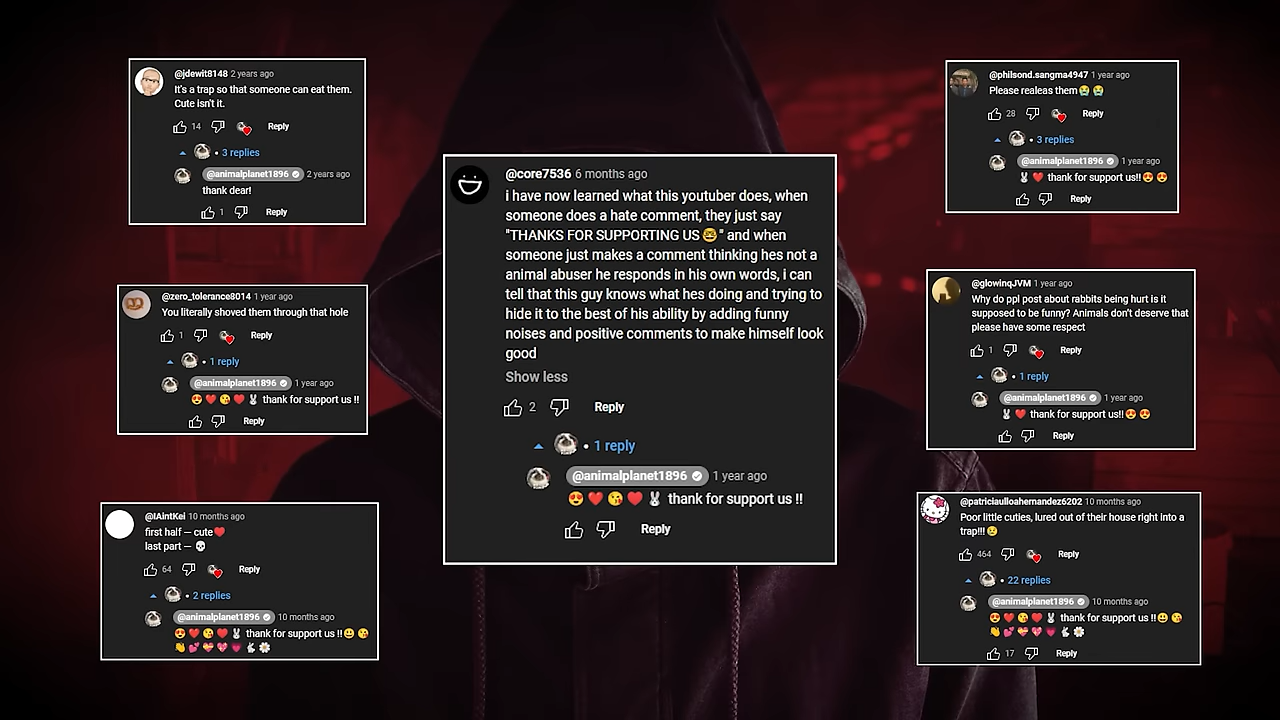 @jdewit8148 2 years ago
It's a trap so that someone can eat them.
Cute isn't it.
14 Reply
• 3 replies
@animalplanet1896 2 years ago
thank dear!
1 Reply
@zero_tolerance8014 1 year ago
You literally shoved them through that hole
1 Reply
• 1 reply
@animalplanet1896 1 year ago
😍❤️😘❤️🐰 thank for support us !!
Reply
@IAintKei 10 months ago
first half — cute❤️
last part — 💀
64 Reply
• 2 replies
@animalplanet1896 10 months ago
😍❤️😘❤️🐰 thank for support us !!😃😘
👏💕💝💖💗🐇🌼
@core7536 6 months ago
i have now learned what this youtuber does, when
someone does a hate comment, they just say
"THANKS FOR SUPPORTING US🤓" and when
someone just makes a comment thinking hes not a
animal abuser he responds in his own words, i can
tell that this guy knows what hes doing and trying to
hide it to the best of his ability by adding funny
noises and positive comments to make himself look
good
Show less
2 Reply
• 1 reply
@animalplanet1896 1 year ago
😍❤️😘❤️🐰 thank for support us !!
Reply
@philsond.sangma4947 1 year ago
Please realeas them😭😭
28 Reply
• 3 replies
@animalplanet1896 1 year ago
🐰❤️ thank for support us!!😍😍
Reply
@glowinqJVM 1 year ago
Why do ppl post about rabbits being hurt is it
supposed to be funny? Animals don't deserve that
please have some respect
1 Reply
• 1 reply
@animalplanet1896 1 year ago
🐰❤️ thank for support us!!😍😍
Reply
@patriciaulloahernandez6202 10 months ago
Poor little cuties, lured out of their house right into a
trap!!! 😢
464 Reply
• 22 replies
@animalplanet1896 10 months ago
😍❤️😘❤️🐰 thank for support us !!😃😘
👏💕💝💖💗🐇🌼
17 Reply